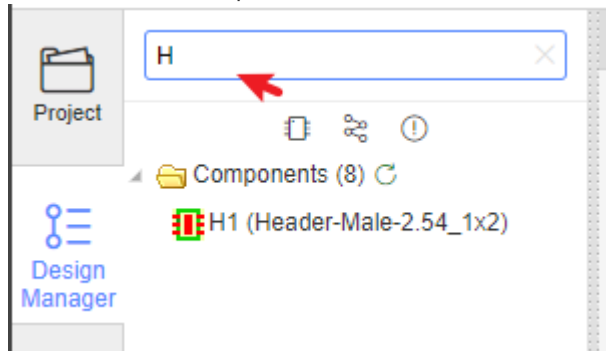 H
Project
Components (8)
H1 (Header-Male-2.54_1x2)
Design
Manager